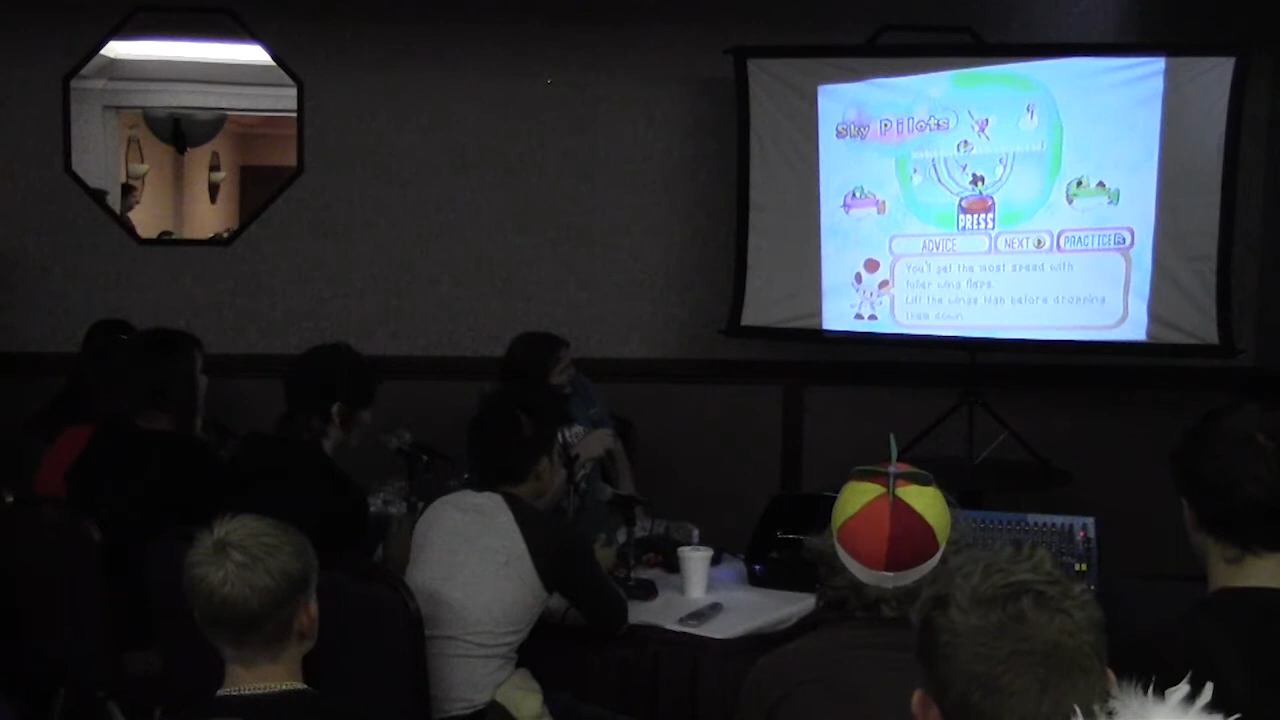 Sky Pilots
PRESS
ADVICE
NEXT
PRACTICE
You'll get the most speed with
fuller wing flaps.
Lift the wings high before dropping
them down.